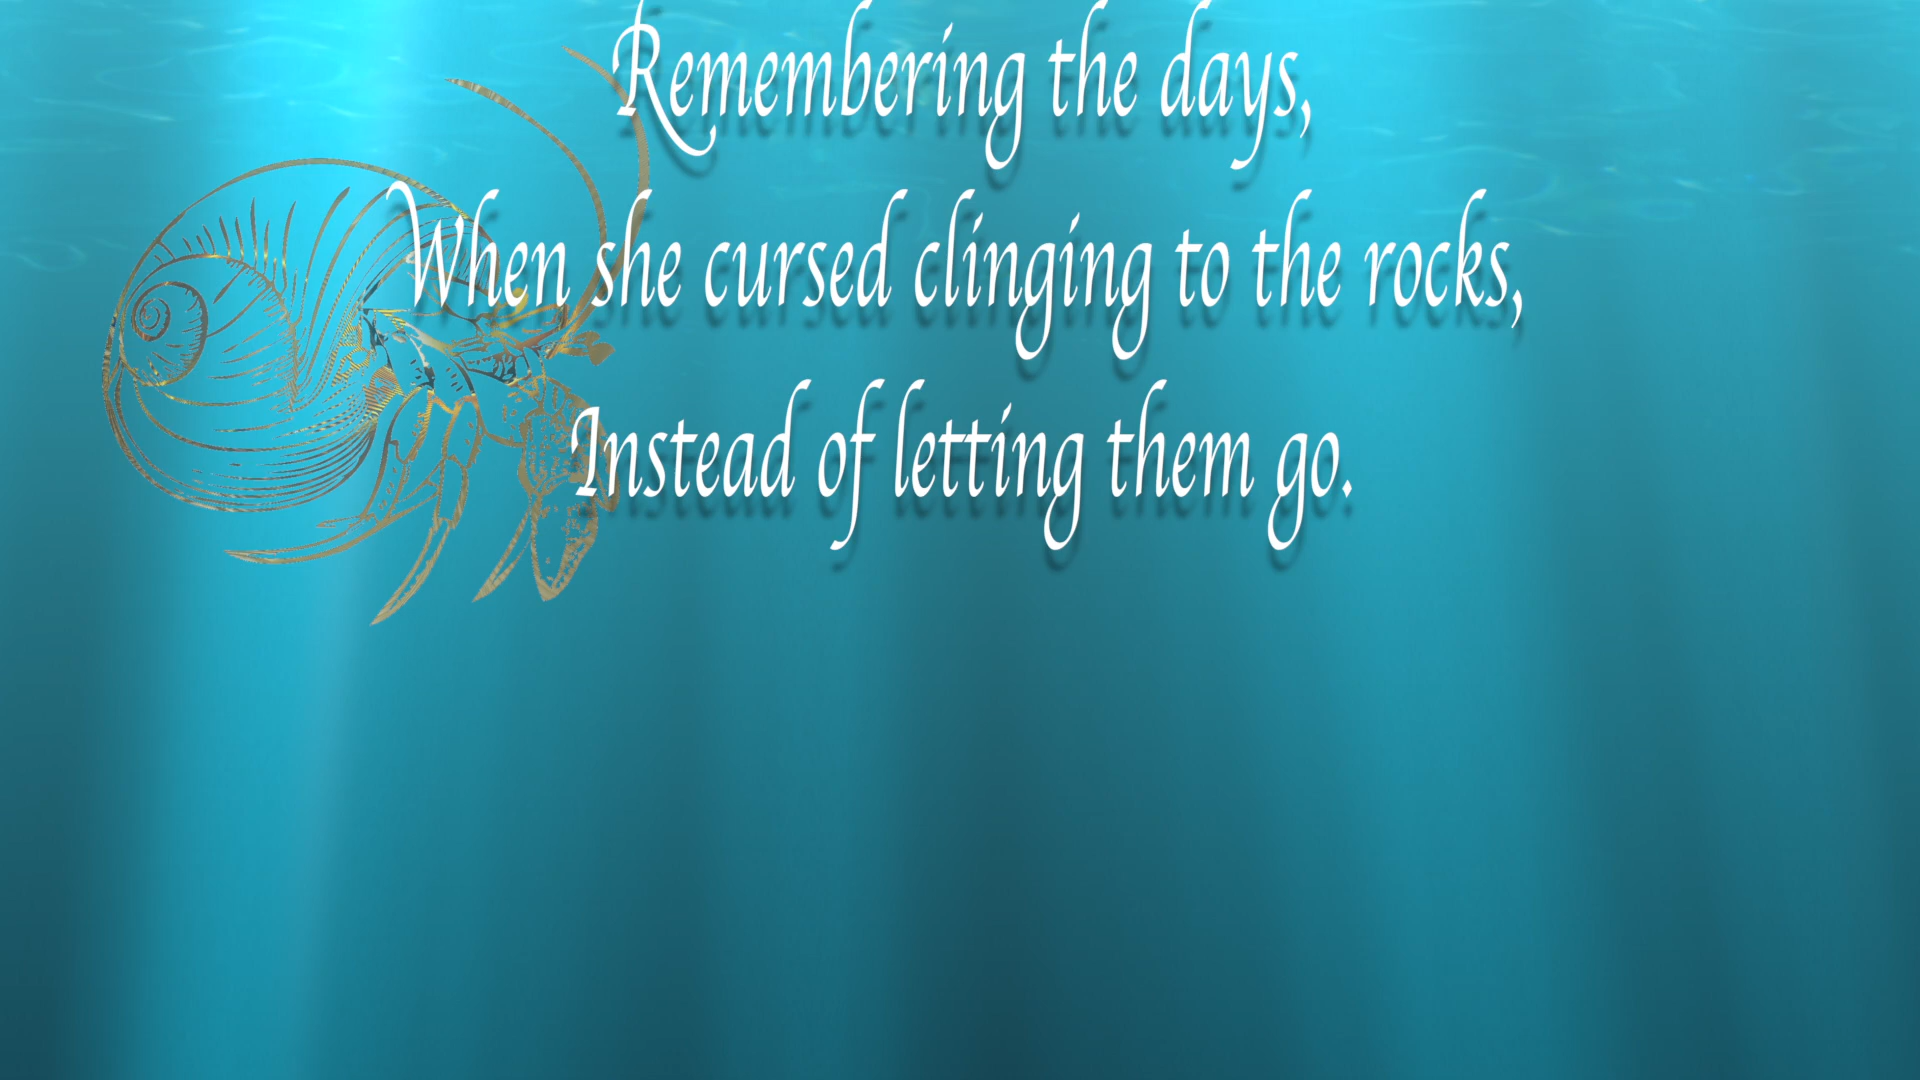 Remembering the days,
When she cursed clinging to the rocks,
Instead of letting them go.